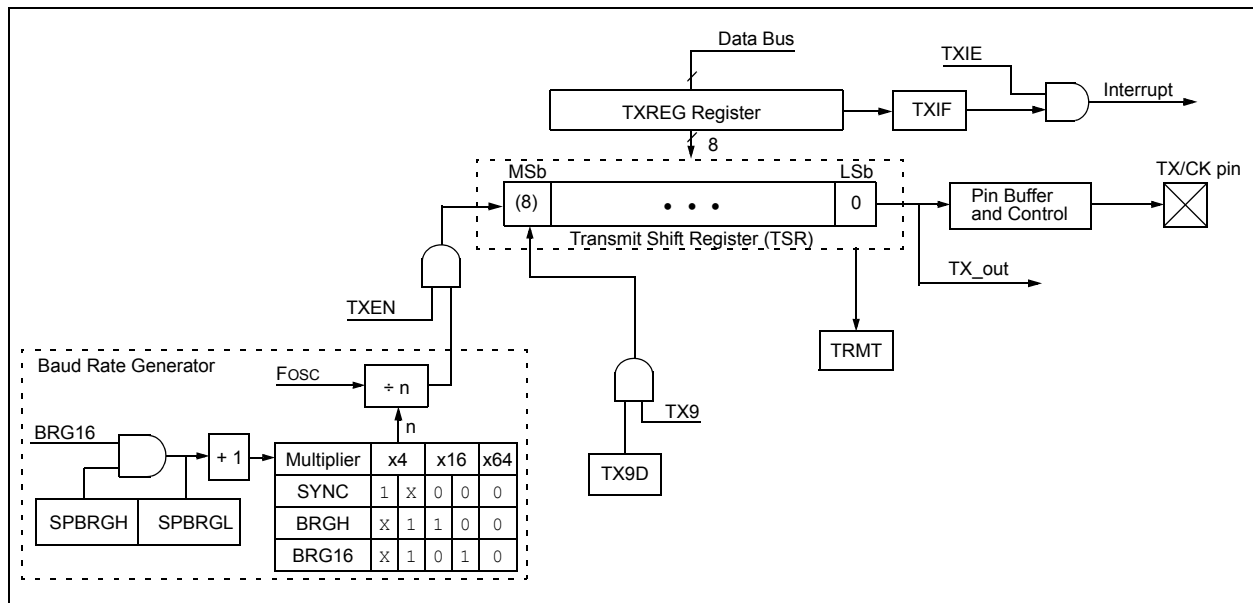 Data Bus
TXIE
Interrupt
TXREG Register
TXIF
8
MSb
LSb
TX/CK pin
(8)
• • •
0
Pin Buffer
and Control
Transmit Shift Register (TSR)
TX_out
TXEN
TRMT
Baud Rate Generator
FOSC
÷ n
n
TX9
BRG16
+ 1
Multiplier x4 x16 x64
SYNC 1 X 0 0 0
BRGH X 1 1 0 0
BRG16 X 1 0 1 0
TX9D
SPBRGH SPBRGL